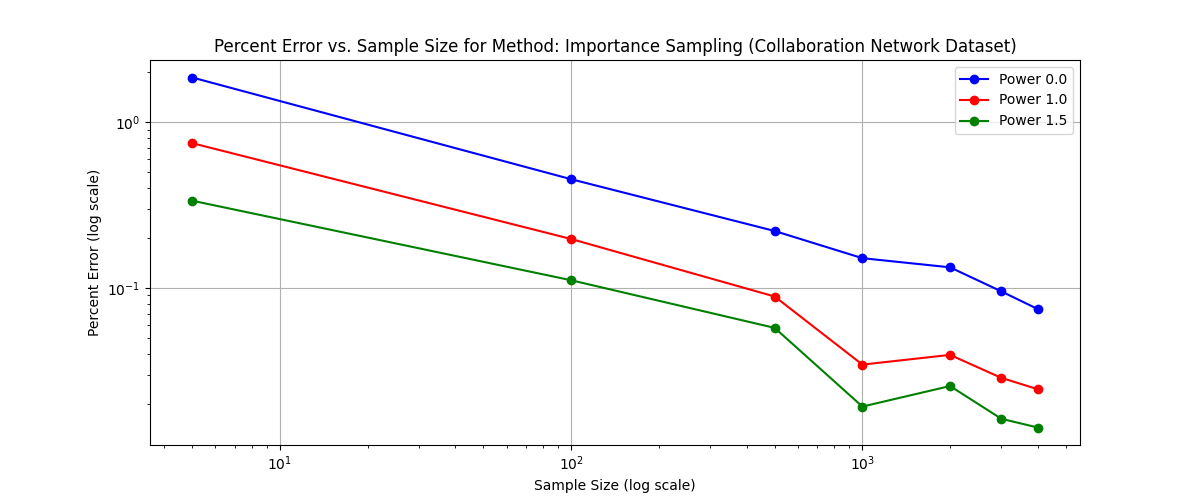 Percent Error vs. Sample Size for Method: Importance Sampling (Collaboration Network Dataset)
Power 0.0
Power 1.0
Power 1.5
Percent Error (log scale)
10⁰
10⁻¹
10¹
10²
10³
Sample Size (log scale)